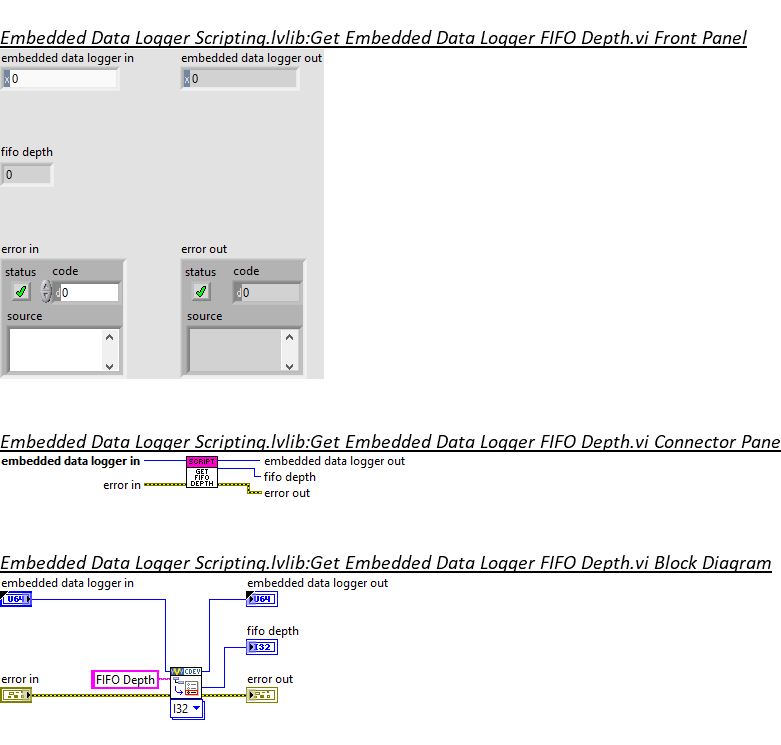 Embedded Data Logger Scripting.lvlib:Get Embedded Data Logger FIFO Depth.vi Front Panel
embedded data logger in
embedded data logger out
x 0
x 0
fifo depth
0
error in
error out
status code
status code
d 0
d 0
source
source
Embedded Data Logger Scripting.lvlib:Get Embedded Data Logger FIFO Depth.vi Connector Pane
embedded data logger in
embedded data logger out
SCRIPT
GET
FIFO
DEPTH
fifo depth
error in
error out
Embedded Data Logger Scripting.lvlib:Get Embedded Data Logger FIFO Depth.vi Block Diagram
embedded data logger in
embedded data logger out
U64
U64
fifo depth
I32
error in
FIFO Depth
CDEV
error out
I32